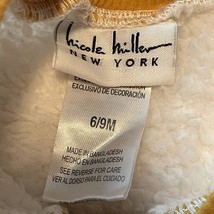 nicole miller
NEW YORK
EXCLUSIVO DE DECORACIÓN
6/9M
MADE IN BANGLADESH
HECHO EN BANGLADESH
SEE REVERSE FOR CARE
VER AL DORSO PARA EL CUIDADO